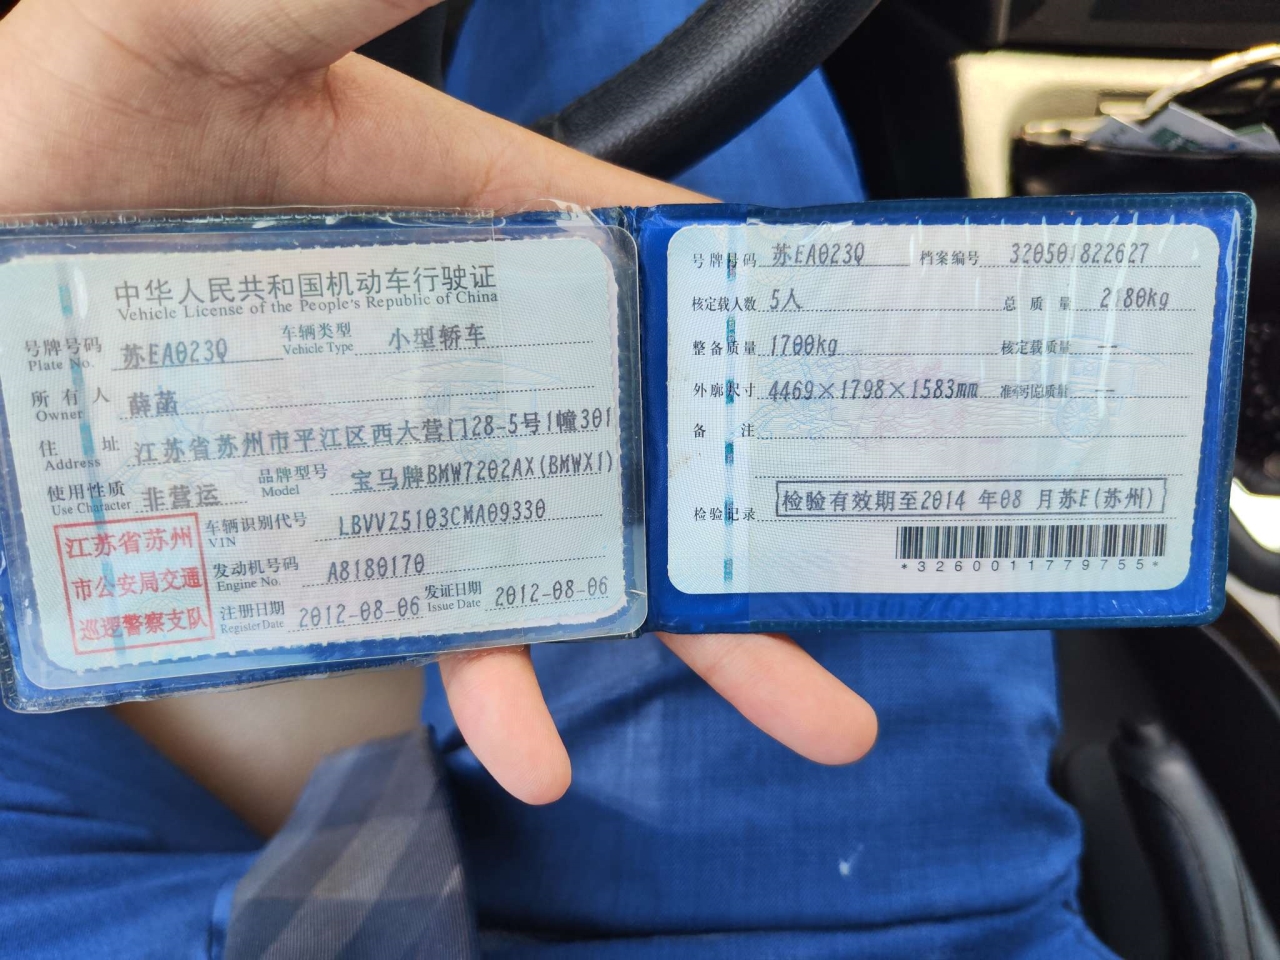 中华人民共和国机动车行驶证
Vehicle License of the People's Republic of China
号牌号码 Plate No. 苏EA023Q 车辆类型 Vehicle Type 小型轿车
所有人 Owner 薛菡
住址 Address 江苏省苏州市平江区西大营门28-5号1幢301
使用性质 Use Character 非营运 品牌型号 Model 宝马牌BMW7202AX(BMWX1)
江苏省苏州
市公安局交通
巡逻警察支队
车辆识别代号 VIN LBVVZ5103CMA09330
发动机号码 Engine No. A8180170
注册日期 Register Date 2012-08-06 发证日期 Issue Date 2012-08-06
号牌号码 苏EA023Q 档案编号 320501822627
核定载人数 5人 总质量 2180kg
整备质量 1700kg 核定载质量 —
外廓尺寸 4469×1798×1583mm 准牵引总质量 —
备注
检验记录 检验有效期至2014 年08 月苏E(苏州)
*3260011779755*